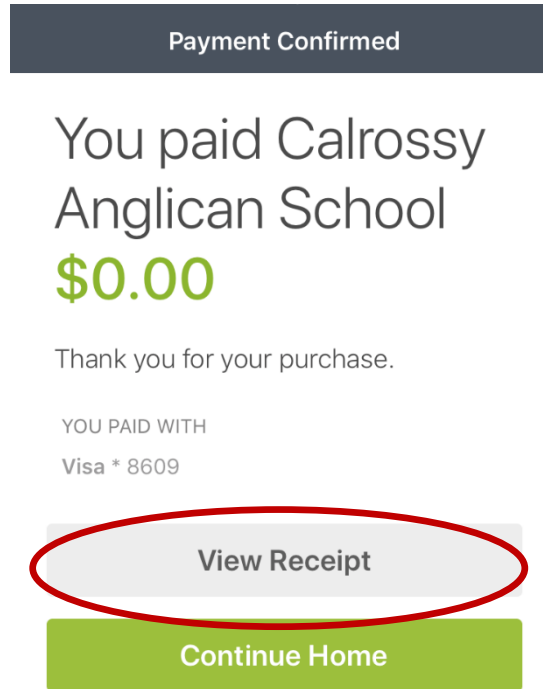 Payment Confirmed
You paid Calrossy
Anglican School
$0.00
Thank you for your purchase.
YOU PAID WITH
Visa * 8609
View Receipt
Continue Home